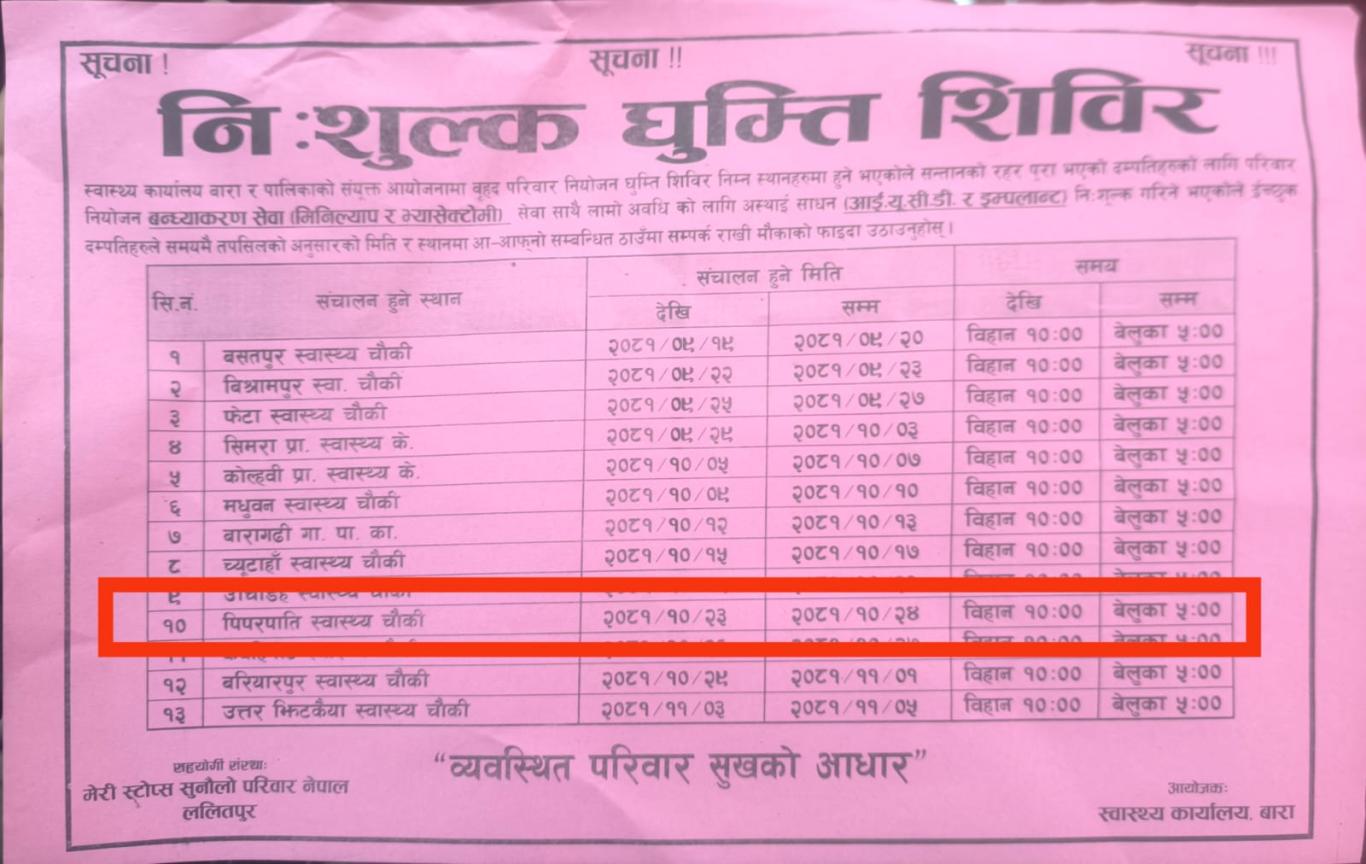 सूचना ! सूचना !! सूचना !!!
नि:शुल्क घुम्ति शिविर
स्वास्थ्य कार्यालय बारा र पालिकाको संयुक्त आयोजनामा वृहद परिवार नियोजन घुम्ति शिविर निम्न स्थानहरुमा हुने भएकोले सन्तानको रहर पुरा भएको दम्पतिहरुको लागि परिवार
नियोजन बन्ध्याकरण सेवा (मिनिल्याप र भ्यासेक्टोमी) सेवा साथै लामो अवधि को लागि अस्थाई साधन (आई.यू.सी.डी. र इम्पलान्ट) नि:शुल्क गरिने भएकोले ईच्छुक
दम्पतिहरुले समयमै तपसिलको अनुसारको मिति र स्थानमा आ-आफ्नो सम्बन्धित ठाउँमा सम्पर्क राखी मौकाको फाइदा उठाउनुहोस् ।
सि.नं. संचालन हुने स्थान संचालन हुने मिति समय
देखि सम्म देखि सम्म
१ बसतपुर स्वास्थ्य चौकी २०८१/०९/१९ २०८१/०९/२० विहान १०:०० बेलुका ५:००
२ बिश्रामपुर स्वा. चौकी २०८१/०९/२२ २०८१/०९/२३ विहान १०:०० बेलुका ५:००
३ फेटा स्वास्थ्य चौकी २०८१/०९/२५ २०८१/०९/२७ विहान १०:०० बेलुका ५:००
४ सिमरा प्रा. स्वास्थ्य के. २०८१/०९/२९ २०८१/१०/०३ विहान १०:०० बेलुका ५:००
५ कोल्हवी प्रा. स्वास्थ्य के. २०८१/१०/०५ २०८१/१०/०७ विहान १०:०० बेलुका ५:००
६ मधुवन स्वास्थ्य चौकी २०८१/१०/०९ २०८१/१०/१० विहान १०:०० बेलुका ५:००
७ बारागढी गा. पा. का. २०८१/१०/१२ २०८१/१०/१३ विहान १०:०० बेलुका ५:००
८ च्यूटाहाँ स्वास्थ्य चौकी २०८१/१०/१५ २०८१/१०/१७ विहान १०:०० बेलुका ५:००
९ स्वास्थ्य चौकी
१० पिपरपाति स्वास्थ्य चौकी २०८१/१०/२३ २०८१/१०/२४ विहान १०:०० बेलुका ५:००
११ विहान १०:०० बेलुका ५:००
१२ बरियारपुर स्वास्थ्य चौकी २०८१/१०/२९ २०८१/११/०१ विहान १०:०० बेलुका ५:००
१३ उत्तर झिटकैया स्वास्थ्य चौकी २०८१/११/०३ २०८१/११/०५ विहान १०:०० बेलुका ५:००
"व्यवस्थित परिवार सुखको आधार"
सहयोगी संस्था:
मेरी स्टोप्स सुनौलो परिवार नेपाल
ललितपुर
आयोजक:
स्वास्थ्य कार्यालय, बारा